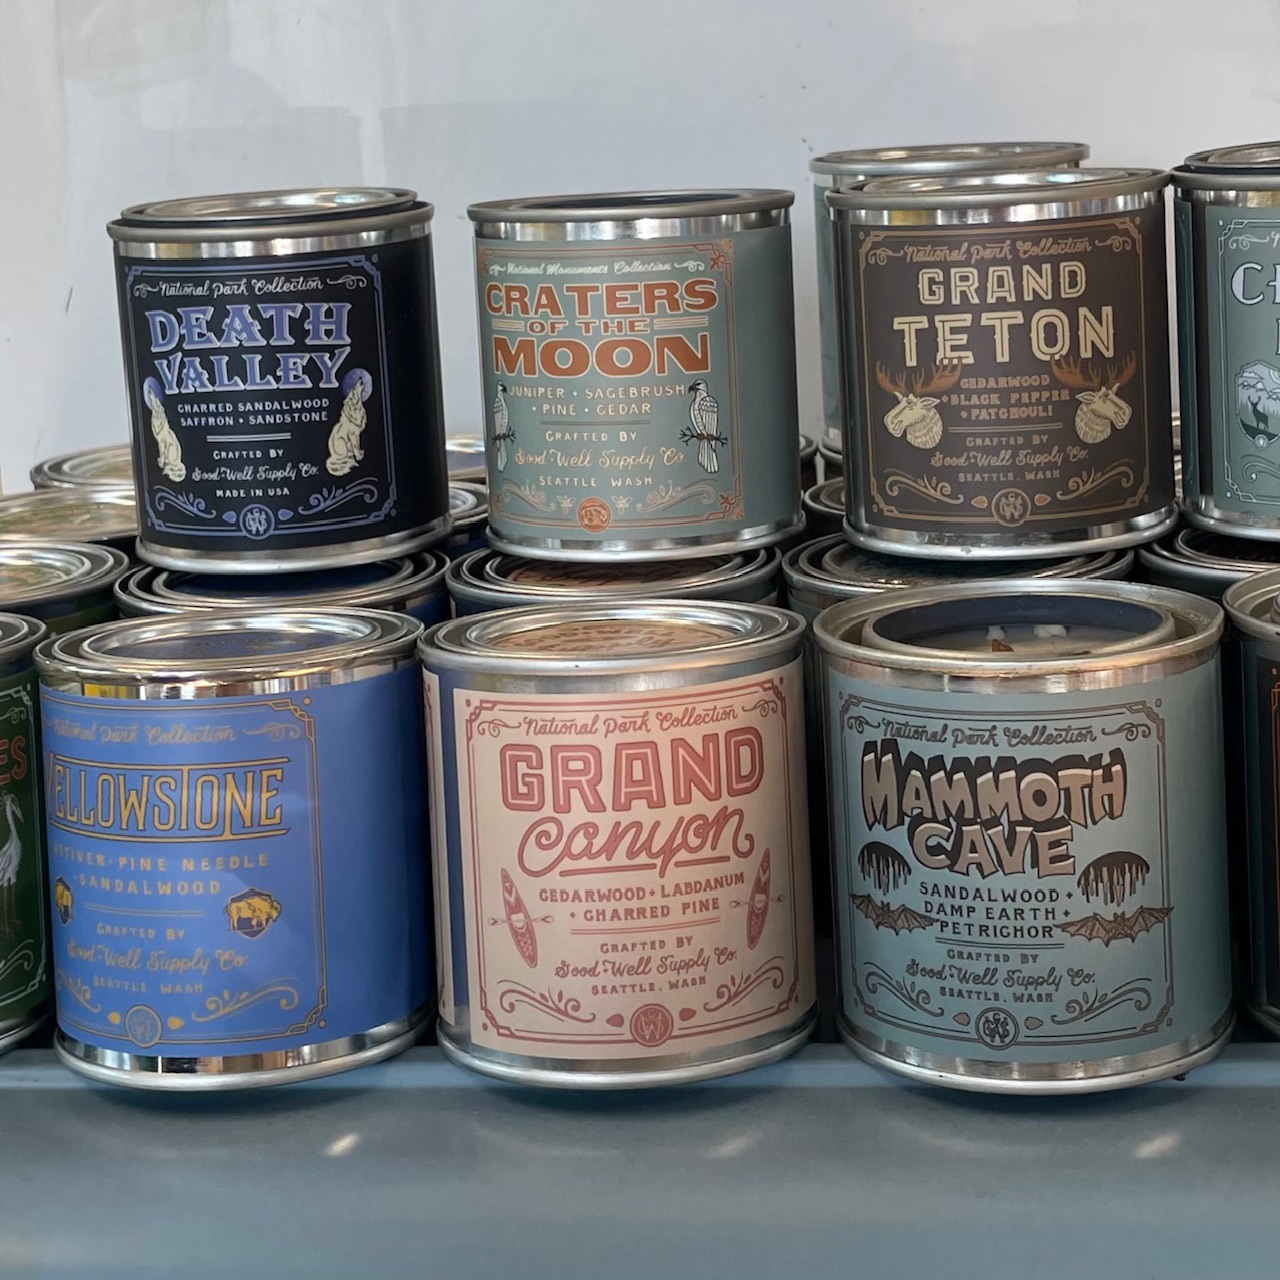 National Park Collection
DEATH
VALLEY
CHARRED SANDALWOOD
SAFFRON • SANDSTONE
CRAFTED BY
Good Well Supply Co.
MADE IN USA
National Monuments Collection
CRATERS
OF THE
MOON
JUNIPER • SAGEBRUSH
• PINE • CEDAR
CRAFTED BY
Good Well Supply Co
SEATTLE WASH
National Park Collection
GRAND
TETON
CEDARWOOD
• BLACK PEPPER
• PATCHOULI
CRAFTED BY
Good Well Supply Co.
SEATTLE, WASH
National Park Collection
YELLOWSTONE
VETIVER • PINE NEEDLE
• SANDALWOOD
CRAFTED BY
Good Well Supply Co.
SEATTLE WASH
National Park Collection
GRAND
Canyon
CEDARWOOD • LABDANUM
• CHARRED PINE
CRAFTED BY
Good Well Supply Co.
SEATTLE, WASH
National Park Collection
MAMMOTH
CAVE
SANDALWOOD •
DAMP EARTH •
PETRICHOR
CRAFTED BY
Good Well Supply Co.
SEATTLE, WASH